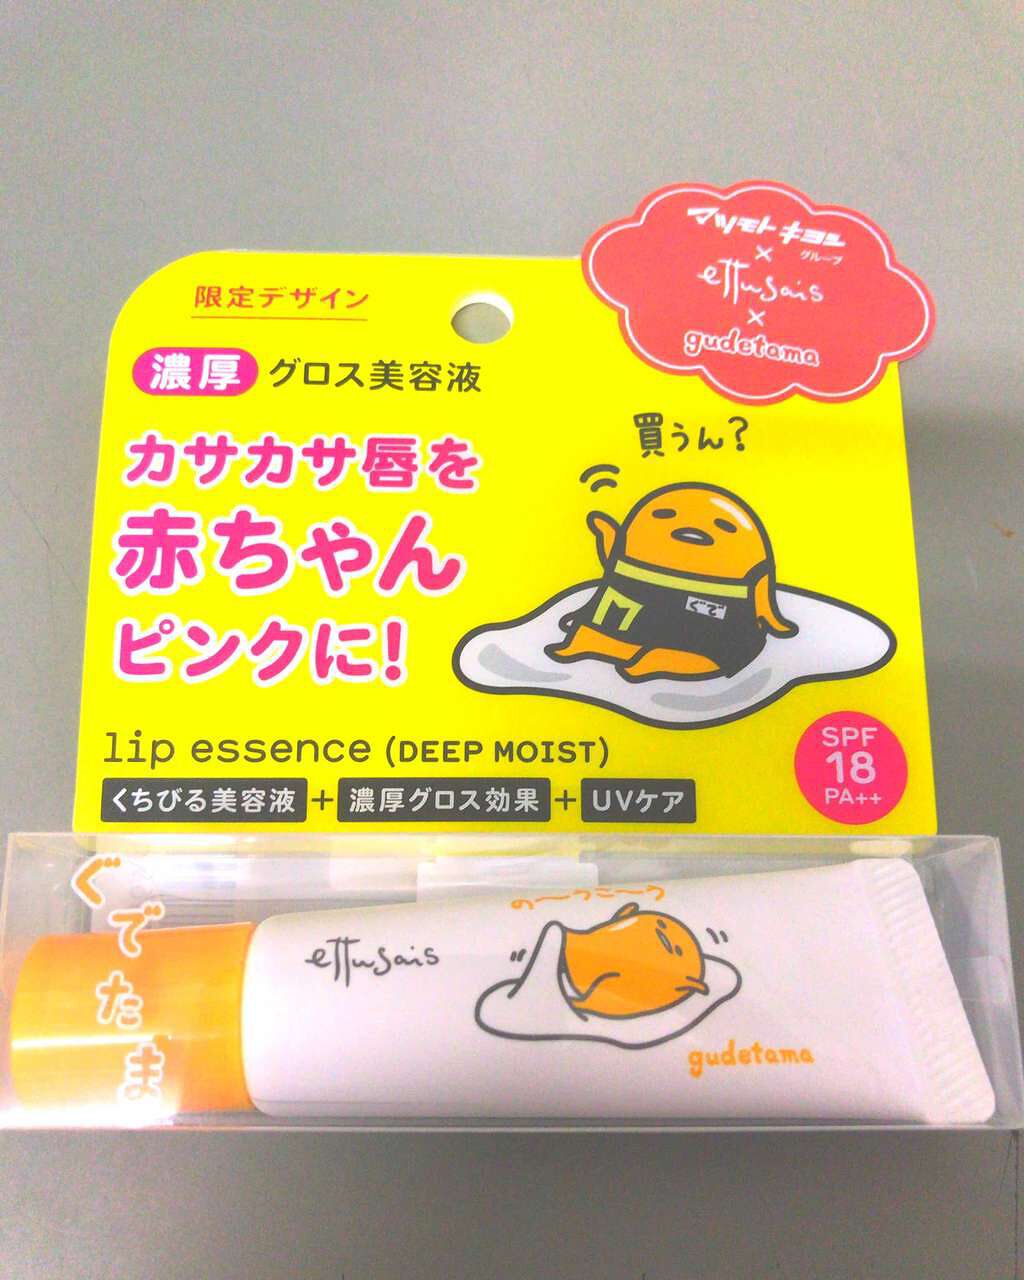 マツモトキヨシ
グループ
×
ettusais
×
gudetama
限定デザイン
濃厚 グロス美容液
カサカサ唇を
赤ちゃん
ピンクに!
買うん?
M
ぐで
lip essence (DEEP MOIST)
くちびる美容液 + 濃厚グロス効果 + UVケア
SPF
18
PA++
ぐでたま
ettusais
の〜うこ〜う
gudetama